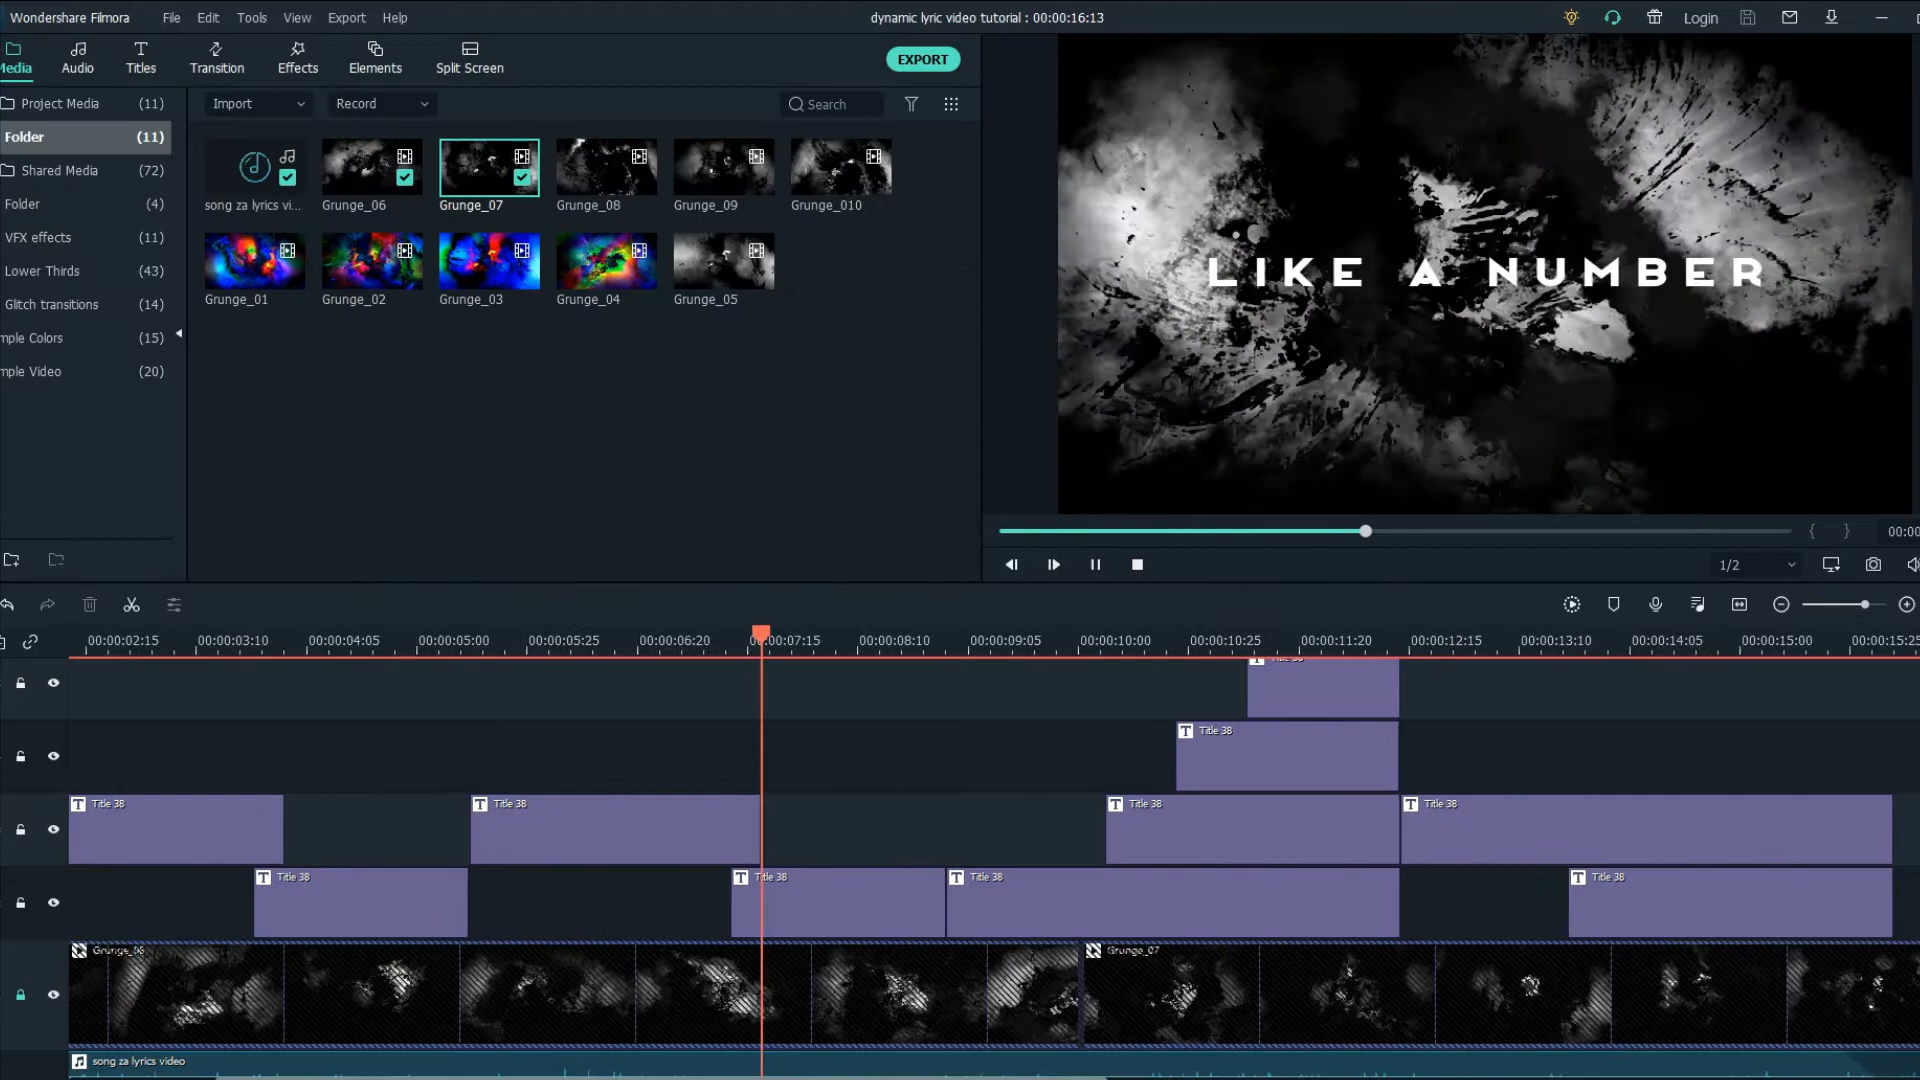 Wondershare Filmora File Edit Tools View Export Help dynamic lyric video tutorial : 00:00:16:13 Login
Media Audio Titles Transition Effects Elements Split Screen EXPORT
Project Media (11) Import Record Search
Folder (11)
Shared Media (72)
Folder (4)
VFX effects (11)
Lower Thirds (43)
Glitch transitions (14)
mple Colors (15)
mple Video (20)
song za lyrics vi... Grunge_06 Grunge_07 Grunge_08 Grunge_09 Grunge_010
Grunge_01 Grunge_02 Grunge_03 Grunge_04 Grunge_05
LIKE A NUMBER
{ } 00:00
1/2
00:00:02:15 00:00:03:10 00:00:04:05 00:00:05:00 00:00:05:25 00:00:06:20 00:00:07:15 00:00:08:10 00:00:09:05 00:00:10:00 00:00:10:25 00:00:11:20 00:00:12:15 00:00:13:10 00:00:14:05 00:00:15:00 00:00:15:25
Title 38
T Title 38
T Title 38 T Title 38 T Title 38 T Title 38
T Title 38 T Title 38 T Title 38 T Title 38
Grunge_06 Grunge_07
song za lyrics video